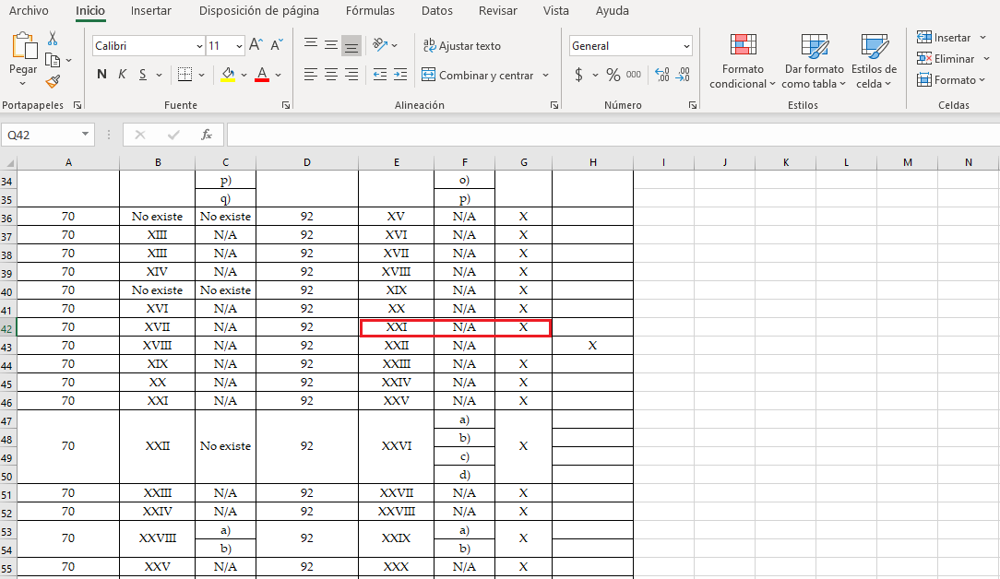 Archivo Inicio Insertar Disposición de página Fórmulas Datos Revisar Vista Ayuda
Pegar
Calibri 11 A A
N K S A
ab Ajustar texto
Combinar y centrar
General
$ % 000
Formato condicional
Dar formato como tabla
Estilos de celda
Insertar
Eliminar
Formato
Portapapeles Fuente Alineación Número Estilos Celdas
Q42 fx
A B C D E F G H I J K L M N
34 p) o)
35 q) p)
36 70 No existe No existe 92 XV N/A X
37 70 XIII N/A 92 XVI N/A X
38 70 XIII N/A 92 XVII N/A X
39 70 XIV N/A 92 XVIII N/A X
40 70 No existe No existe 92 XIX N/A X
41 70 XVI N/A 92 XX N/A X
42 70 XVII N/A 92 XXI N/A X
43 70 XVIII N/A 92 XXII N/A X
44 70 XIX N/A 92 XXIII N/A X
45 70 XX N/A 92 XXIV N/A X
46 70 XXI N/A 92 XXV N/A X
47 a)
48 b)
70 XXII No existe 92 XXVI X
49 c)
50 d)
51 70 XXIII N/A 92 XXVII N/A X
52 70 XXIV N/A 92 XXVIII N/A X
53 a) a)
70 XXVIII 92 XXIX X
54 b) b)
55 70 XXV N/A 92 XXX N/A X